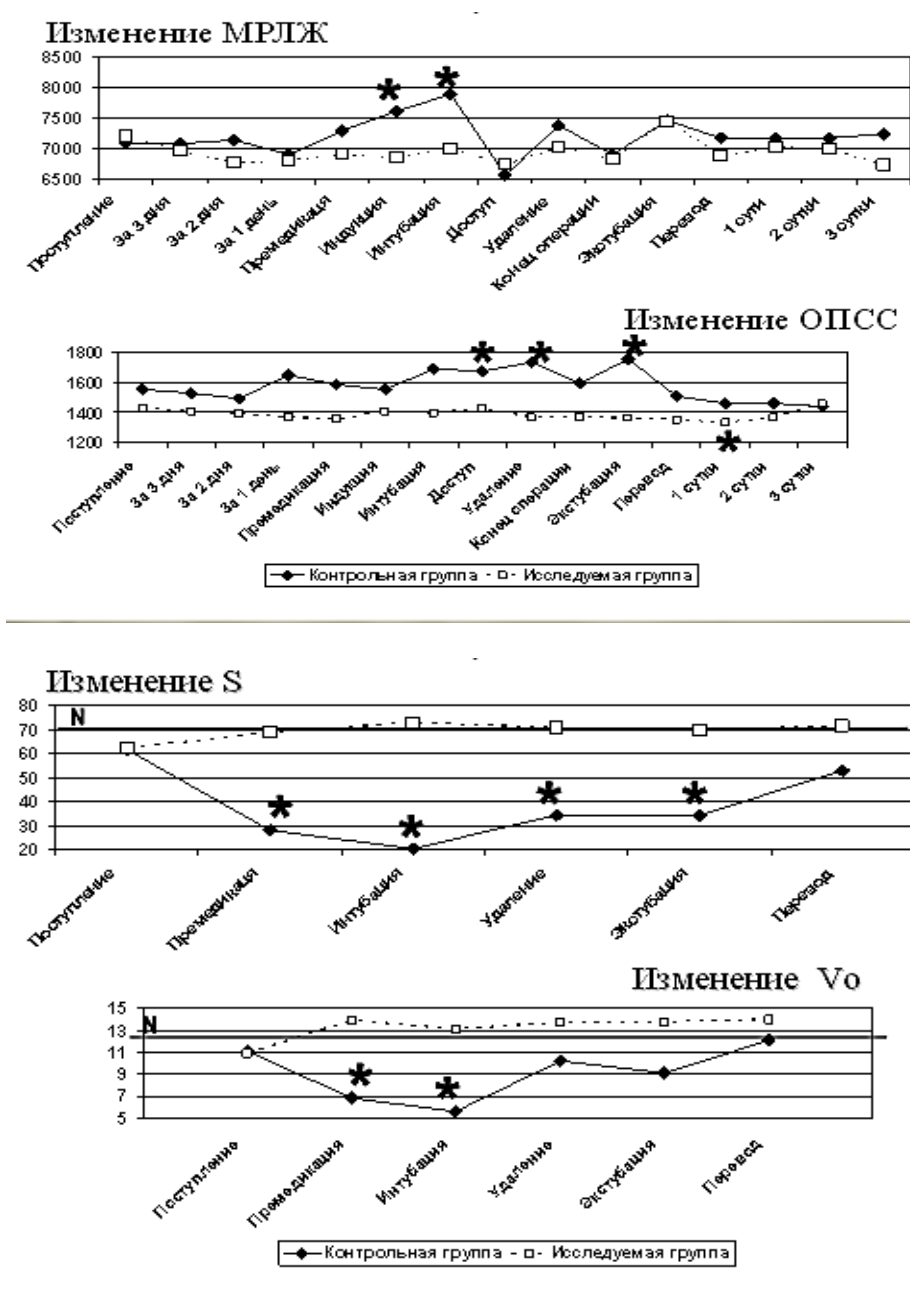 Изменение МРЛЖ
8500
8000
7500
7000
6500
Поступление
За 3 дня
За 2 дня
За 1 день
Премедикаця
Индукция
Интубация
Доступ
Удаление
Конец операции
Экстубация
Перевод
1 сутки
2 сутки
3 сутки
Изменение ОПСС
1800
1600
1400
1200
Поступление
За 3 дня
За 2 дня
За 1 день
Премедикация
Индукция
Интубация
Доступ
Удаление
Конец операции
Экстубация
Перевод
1 сутки
2 сутки
3 сутки
Контрольная группа
Исследуемая группа
Изменение S
80
N
70
60
50
40
30
20
Поступление
Премедикаця
Интубация
Удаление
Экстубация
Перевод
Изменение Vo
15
N
13
11
9
7
5
Поступление
Премедикация
Интубация
Удаление
Экстубация
Перевод
Контрольная группа
Исследуемая группа